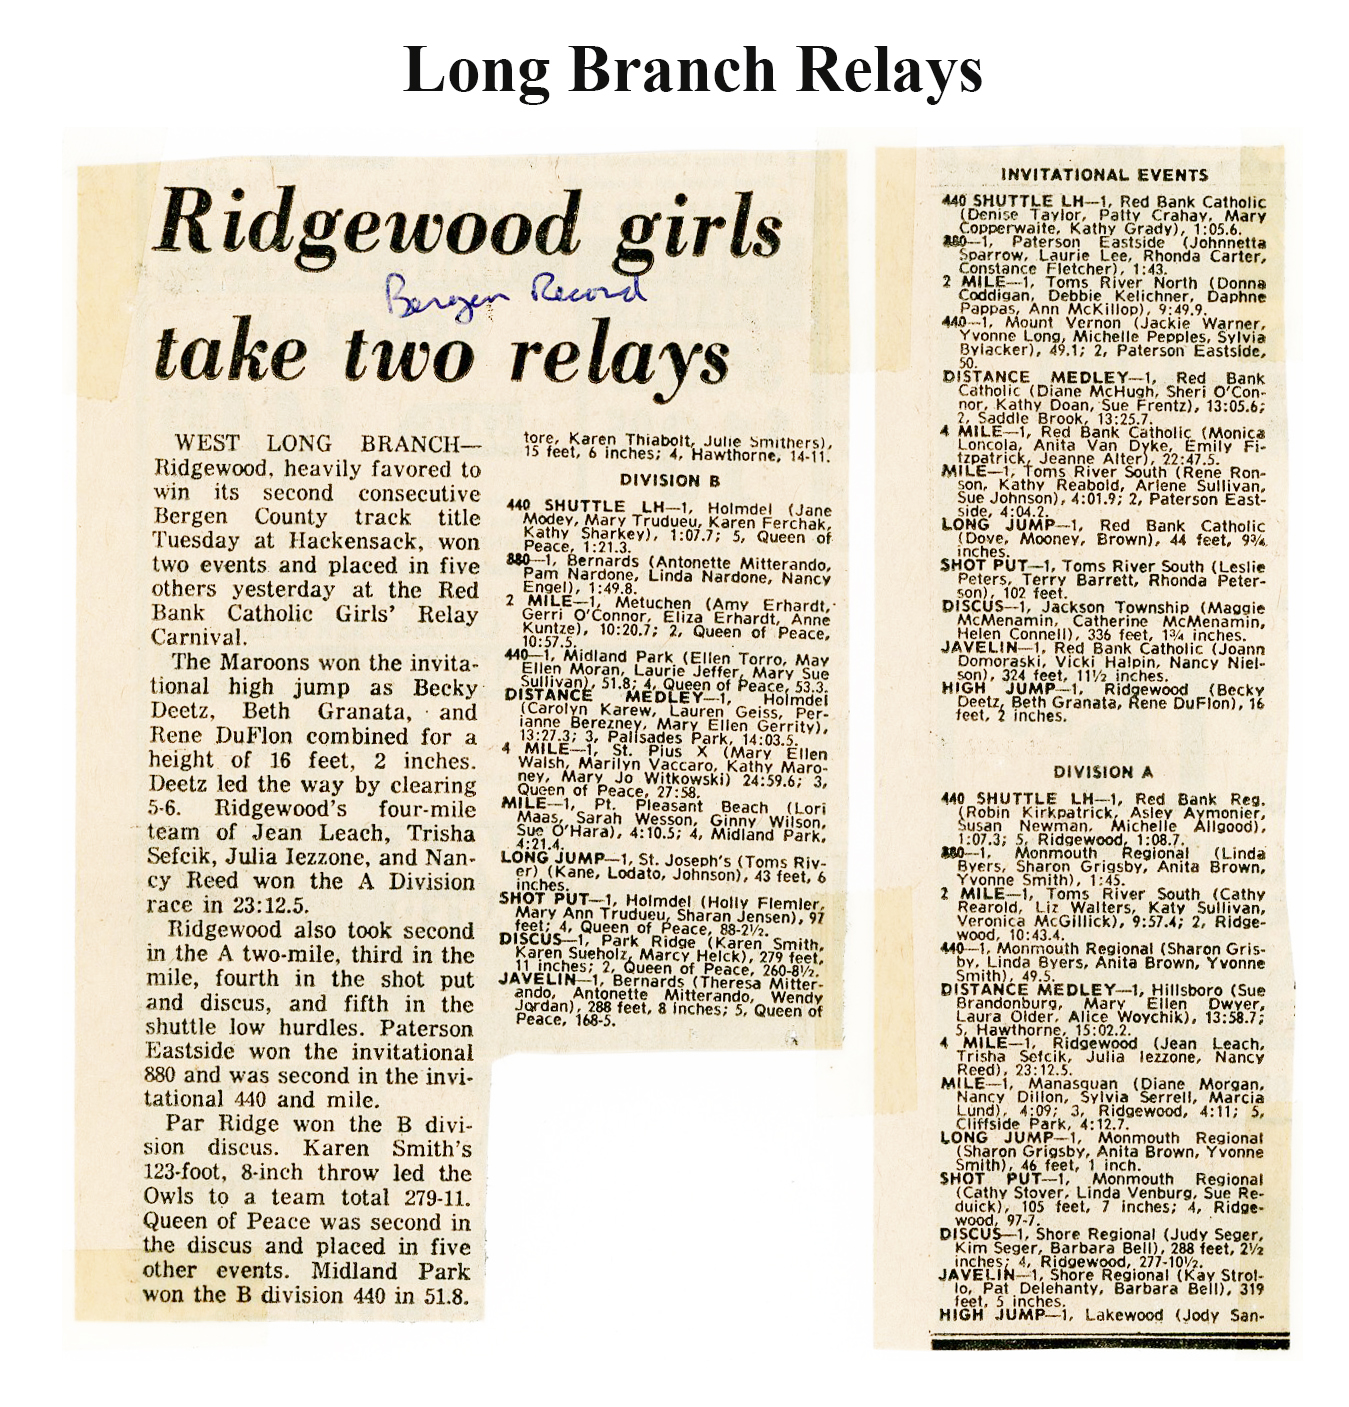 Long Branch Relays
Ridgewood girls
Bergen Record
take two relays
WEST LONG BRANCH—
Ridgewood, heavily favored to
win its second consecutive
Bergen County track title
Tuesday at Hackensack, won
two events and placed in five
others yesterday at the Red
Bank Catholic Girls' Relay
Carnival.
The Maroons won the invita-
tional high jump as Becky
Deetz, Beth Granata, and
Rene DuFlon combined for a
height of 16 feet, 2 inches.
Deetz led the way by clearing
5-6. Ridgewood's four-mile
team of Jean Leach, Trisha
Sefcik, Julia Iezzone, and Nan-
cy Reed won the A Division
race in 23:12.5.
Ridgewood also took second
in the A two-mile, third in the
mile, fourth in the shot put
and discus, and fifth in the
shuttle low hurdles. Paterson
Eastside won the invitational
880 and was second in the invi-
tational 440 and mile.
Par Ridge won the B divi-
sion discus. Karen Smith's
123-foot, 8-inch throw led the
Owls to a team total 279-11.
Queen of Peace was second in
the discus and placed in five
other events. Midland Park
won the B division 440 in 51.8.
tore, Karen Thiabolt, Julie Smithers),
15 feet, 6 inches; 4, Hawthorne, 14-11.
DIVISION B
440 SHUTTLE LH—1, Holmdel (Jane
Modey, Mary Trudueu, Karen Ferchak,
Kathy Sharkey), 1:07.7; 5, Queen of
Peace, 1:21.3.
880—1, Bernards (Antonette Mitterando,
Pam Nardone, Linda Nardone, Nancy
Engel), 1:49.8.
2 MILE—1, Metuchen (Amy Erhardt,
Gerri O'Connor, Eliza Erhardt, Anne
Kuntze), 10:20.7; 2, Queen of Peace,
10:57.5.
440—1, Midland Park (Ellen Torro, May
Ellen Moran, Laurie Jeffer, Mary Sue
Sullivan), 51.8; 4, Queen of Peace, 53.3.
DISTANCE MEDLEY—1, Holmdel
(Carolyn Karew, Lauren Geiss, Per-
ianne Berezney, Mary Ellen Gerrity),
13:27.3; 3, Palisades Park, 14:03.5.
4 MILE—1, St. Pius X (Mary Ellen
Walsh, Marilyn Vaccaro, Kathy Maro-
ney, Mary Jo Witkowski) 24:59.6; 3,
Queen of Peace, 27:58.
MILE—1, Pt. Pleasant Beach (Lori
Maas, Sarah Wesson, Ginny Wilson,
Sue O'Hara), 4:10.5; 4, Midland Park,
4:21.4.
LONG JUMP—1, St. Joseph's (Toms Riv-
er) (Kane, Lodato, Johnson), 43 feet, 6
inches.
SHOT PUT—1, Holmdel (Holly Flemler,
Mary Ann Trudueu, Sharan Jensen), 97
feet; 4, Queen of Peace, 88-2½.
DISCUS—1, Park Ridge (Karen Smith,
Karen Sueholz, Marcy Helck), 279 feet,
11 inches; 2, Queen of Peace, 260-8½.
JAVELIN—1, Bernards (Theresa Mitter-
ando, Antonette Mitterando, Wendy
Jordan), 288 feet, 8 inches; 5, Queen of
Peace, 168-5.
INVITATIONAL EVENTS
440 SHUTTLE LH—1, Red Bank Catholic
(Denise Taylor, Patty Crahay, Mary
Copperwaite, Kathy Grady), 1:05.6.
880—1, Paterson Eastside (Johnnetta
Sparrow, Laurie Lee, Rhonda Carter,
Constance Fletcher), 1:43.
2 MILE—1, Toms River North (Donna
Coddigan, Debbie Kelichner, Daphne
Pappas, Ann McKillop), 9:49.9.
440—1, Mount Vernon (Jackie Warner,
Yvonne Long, Michelle Pepples, Sylvia
Bylacker), 49.1; 2, Paterson Eastside,
50.
DISTANCE MEDLEY—1, Red Bank
Catholic (Diane McHugh, Sheri O'Con-
nor, Kathy Doan, Sue Frentz), 13:05.6;
2, Saddle Brook, 13:25.7.
4 MILE—1, Red Bank Catholic (Monica
Loncola, Anita Van Dyke, Emily Fi-
tzpatrick, Jeanne Alter), 22:47.5.
MILE—1, Toms River South (Rene Ron-
son, Kathy Reabold, Arlene Sullivan,
Sue Johnson), 4:01.9; 2, Paterson East-
side, 4:04.2.
LONG JUMP—1, Red Bank Catholic
(Dove, Mooney, Brown), 44 feet, 9¾
inches.
SHOT PUT—1, Toms River South (Leslie
Peters, Terry Barrett, Rhonda Peter-
son), 102 feet.
DISCUS—1, Jackson Township (Maggie
McMenamin, Catherine McMenamin,
Helen Connell), 336 feet, 1¾ inches.
JAVELIN—1, Red Bank Catholic (Joann
Domoraski, Vicki Halpin, Nancy Niel-
son), 324 feet, 11½ inches.
HIGH JUMP—1, Ridgewood (Becky
Deetz, Beth Granata, Rene DuFlon), 16
feet, 2 inches.
DIVISION A
440 SHUTTLE LH—1, Red Bank Reg.
(Robin Kirkpatrick, Asley Aymonier,
Susan Newman, Michelle Allgood),
1:07.3; 5, Ridgewood, 1:08.7.
880—1, Monmouth Regional (Linda
Byers, Sharon Grigsby, Anita Brown,
Yvonne Smith), 1:45.
2 MILE—1, Toms River South (Cathy
Rearold, Liz Walters, Katy Sullivan,
Veronica McGillick), 9:57.4; 2, Ridge-
wood, 10:43.4.
440—1, Monmouth Regional (Sharon Gris-
by, Linda Byers, Anita Brown, Yvonne
Smith), 49.5.
DISTANCE MEDLEY—1, Hillsboro (Sue
Brandonburg, Mary Ellen Dwyer,
Laura Older, Alice Woychik), 13:58.7;
5, Hawthorne, 15:02.2.
4 MILE—1, Ridgewood (Jean Leach,
Trisha Sefcik, Julia Iezzone, Nancy
Reed), 23:12.5.
MILE—1, Manasquan (Diane Morgan,
Nancy Dillon, Sylvia Serrell, Marcia
Lund), 4:09; 3, Ridgewood, 4:11; 5,
Cliffside Park, 4:12.7.
LONG JUMP—1, Monmouth Regional
(Sharon Grigsby, Anita Brown, Yvonne
Smith), 46 feet, 1 inch.
SHOT PUT—1, Monmouth Regional
(Cathy Stover, Linda Venburg, Sue Re-
duick), 105 feet, 7 inches; 4, Ridge-
wood, 97-7.
DISCUS—1, Shore Regional (Judy Seger,
Kim Seger, Barbara Bell), 288 feet, 2½
inches; 4, Ridgewood, 277-10½.
JAVELIN—1, Shore Regional (Kay Strol-
lo, Pat Delehanty, Barbara Bell), 319
feet, 5 inches.
HIGH JUMP—1, Lakewood (Jody San-